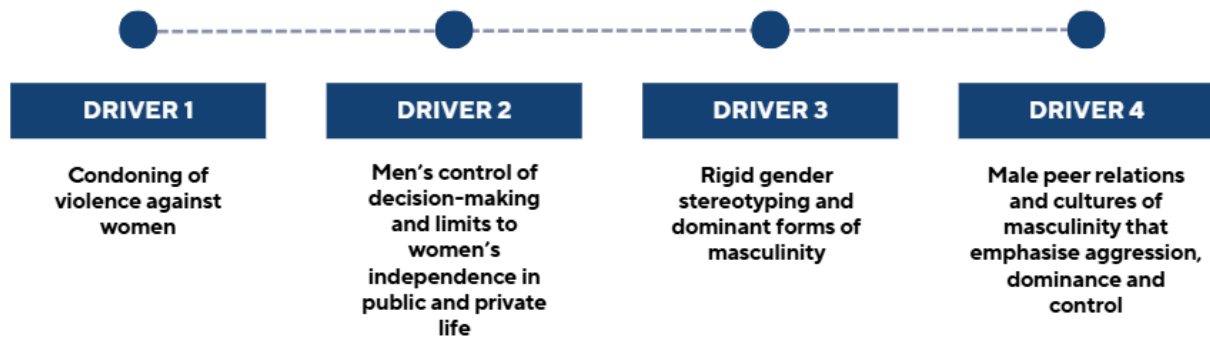 DRIVER 1
Condoning of
violence against
women
DRIVER 2
Men’s control of
decision-making
and limits to
women’s
independence in
public and private
life
DRIVER 3
Rigid gender
stereotyping and
dominant forms of
masculinity
DRIVER 4
Male peer relations
and cultures of
masculinity that
emphasise aggression,
dominance and
control